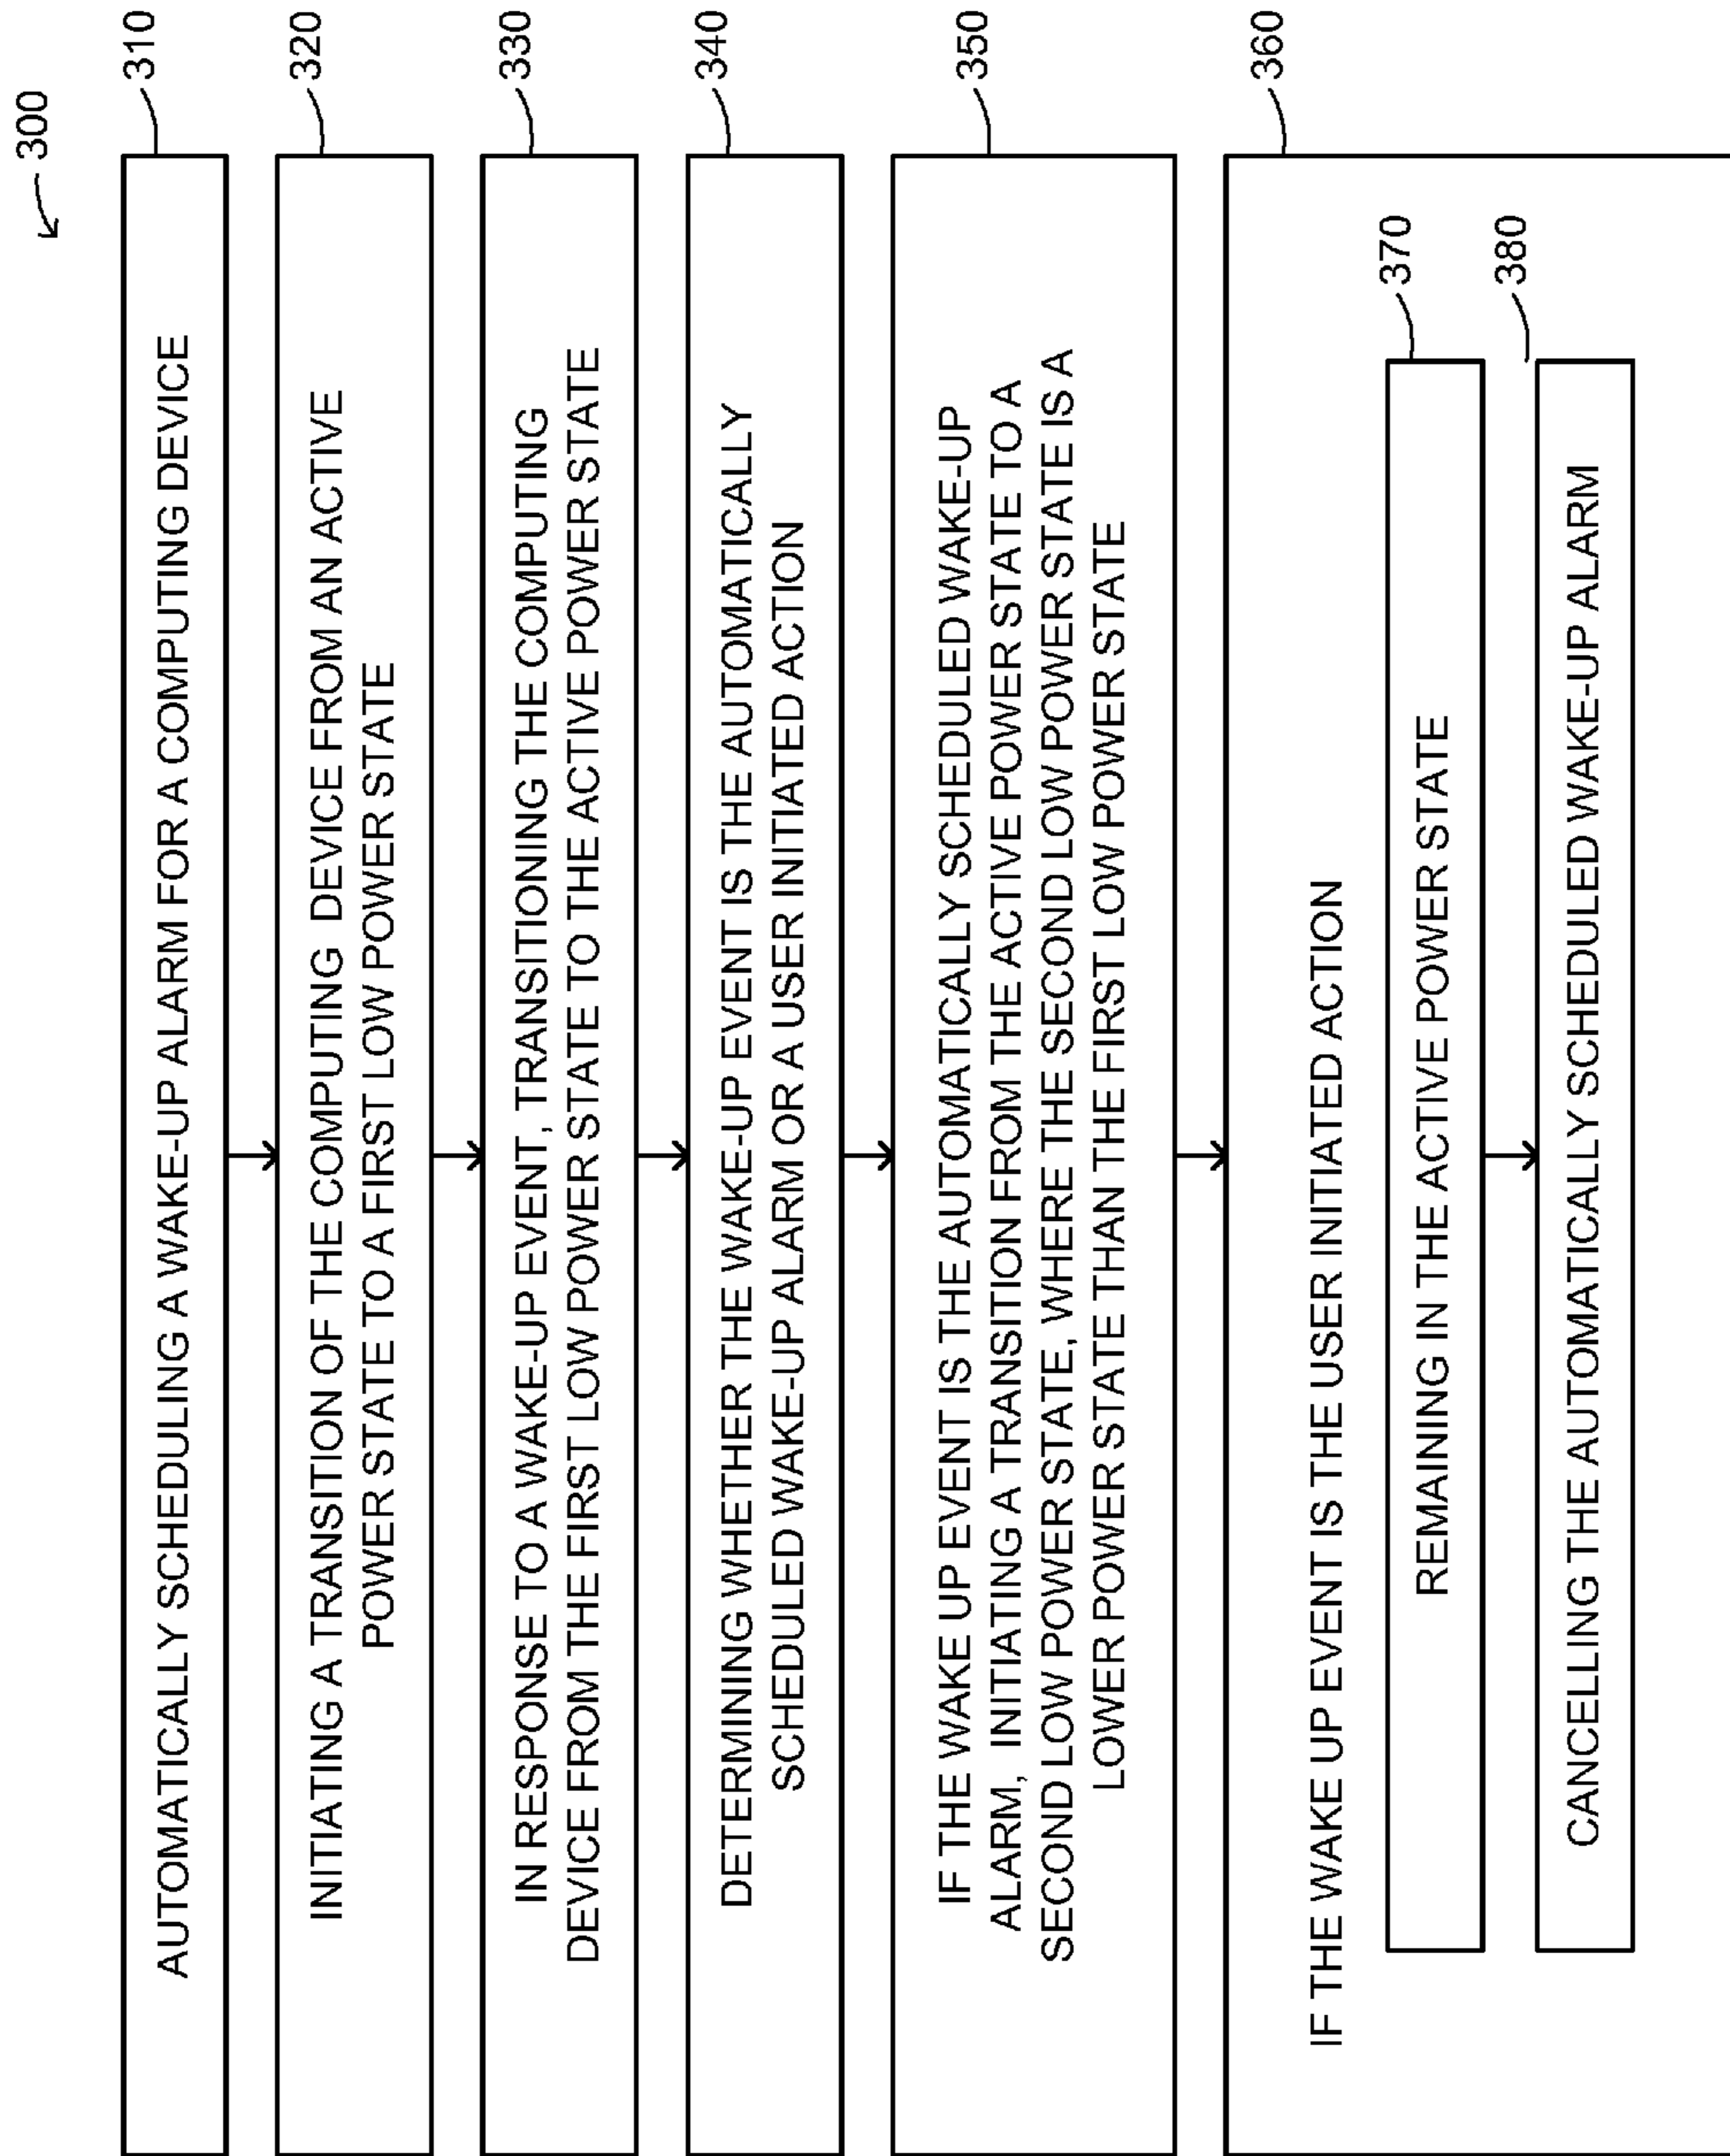 300
310
AUTOMATICALLY SCHEDULING A WAKE-UP ALARM FOR A COMPUTING DEVICE
320
INITIATING A TRANSITION OF THE COMPUTING DEVICE FROM AN ACTIVE
POWER STATE TO A FIRST LOW POWER STATE
330
IN RESPONSE TO A WAKE-UP EVENT, TRANSITIONING THE COMPUTING
DEVICE FROM THE FIRST LOW POWER STATE TO THE ACTIVE POWER STATE
340
DETERMINING WHETHER THE WAKE-UP EVENT IS THE AUTOMATICALLY
SCHEDULED WAKE-UP ALARM OR A USER INITIATED ACTION
350
IF THE WAKE UP EVENT IS THE AUTOMATICALLY SCHEDULED WAKE-UP
ALARM, INITIATING A TRANSITION FROM THE ACTIVE POWER STATE TO A
SECOND LOW POWER STATE, WHERE THE SECOND LOW POWER STATE IS A
LOWER POWER STATE THAN THE FIRST LOW POWER STATE
360
IF THE WAKE UP EVENT IS THE USER INITIATED ACTION
370
REMAINING IN THE ACTIVE POWER STATE
380
CANCELLING THE AUTOMATICALLY SCHEDULED WAKE-UP ALARM